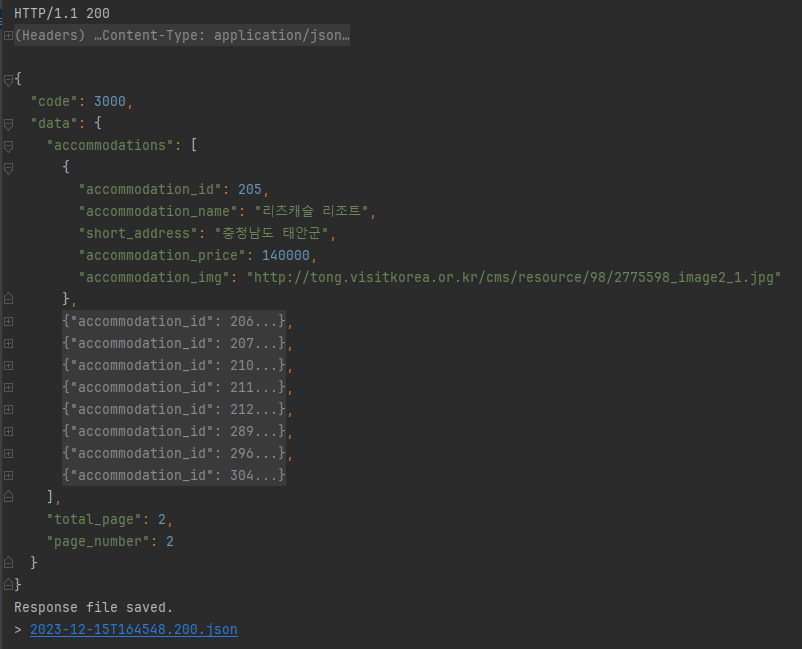 HTTP/1.1 200
(Headers) …Content-Type: application/json…
{
"code": 3000,
"data": {
"accommodations": [
{
"accommodation_id": 205,
"accommodation_name": "리츠캐슬 리조트",
"short_address": "충청남도 태안군",
"accommodation_price": 140000,
"accommodation_img": "http://tong.visitkorea.or.kr/cms/resource/98/2775598_image2_1.jpg"
},
{"accommodation_id": 206...},
{"accommodation_id": 207...},
{"accommodation_id": 210...},
{"accommodation_id": 211...},
{"accommodation_id": 212...},
{"accommodation_id": 289...},
{"accommodation_id": 296...},
{"accommodation_id": 304...}
],
"total_page": 2,
"page_number": 2
}
}
Response file saved.
> 2023-12-15T164548.200.json